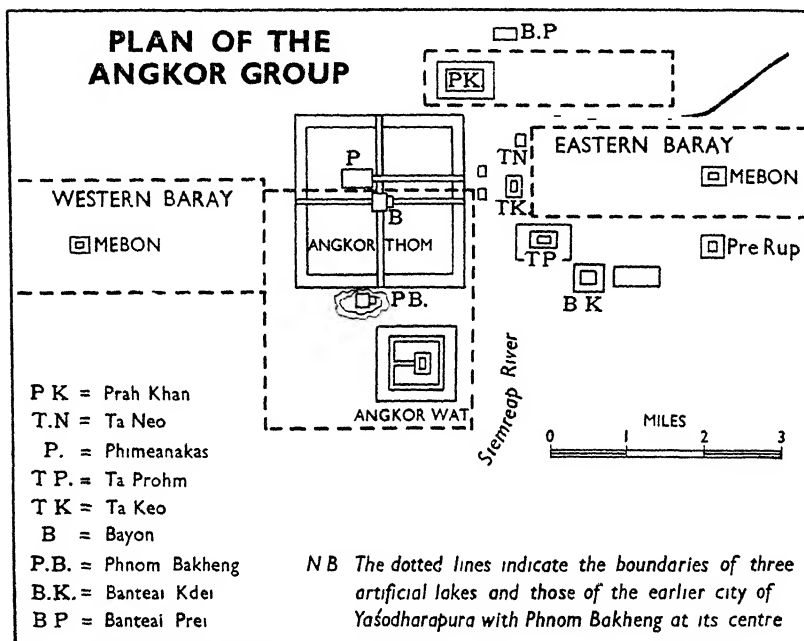 PLAN OF THE
ANGKOR GROUP
B.P
PK.
TN
EASTERN BARAY
P
MEBON
TK.
WESTERN BARAY
B
MEBON
ANGKOR THOM
TP
Pre Rup
B K
P B.
ANGKOR WAT
Siemreap River
MILES
0 1 2 3
P K = Prah Khan
T.N = Ta Neo
P. = Phimeanakas
T P. = Ta Prohm
T K = Ta Keo
B = Bayon
P.B. = Phnom Bakheng
B.K. = Banteai Kdei
B P = Banteai Prei
N B The dotted lines indicate the boundaries of three
artificial lakes and those of the earlier city of
Yaśodharapura with Phnom Bakheng at its centre